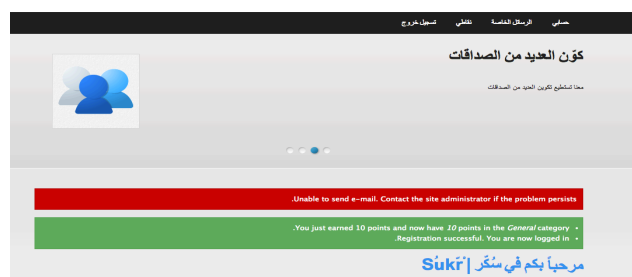 حسابي الرسائل الخاصة نقاطي تسجيل خروج
كوّن العديد من الصداقات
معنا تستطيع تكوين العديد من الصداقات
Unable to send e-mail. Contact the site administrator if the problem persists.
You just earned 10 points and now have 10 points in the General category.
Registration successful. You are now logged in.
مرحباً بكم في سُكّر | Sukr̃